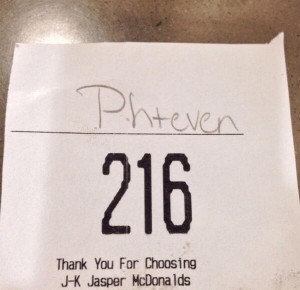 Phteven
216
Thank You For Choosing
J-K Jasper McDonalds